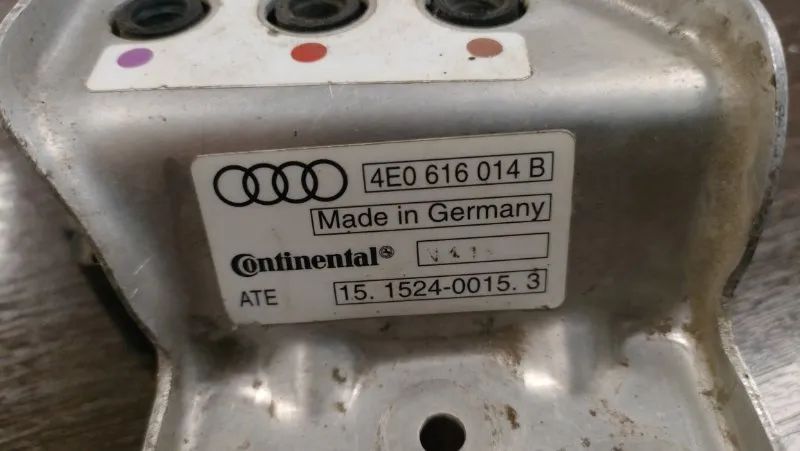 4E0 616 014 B
Made in Germany
Continental®
ATE 15. 1524-0015. 3